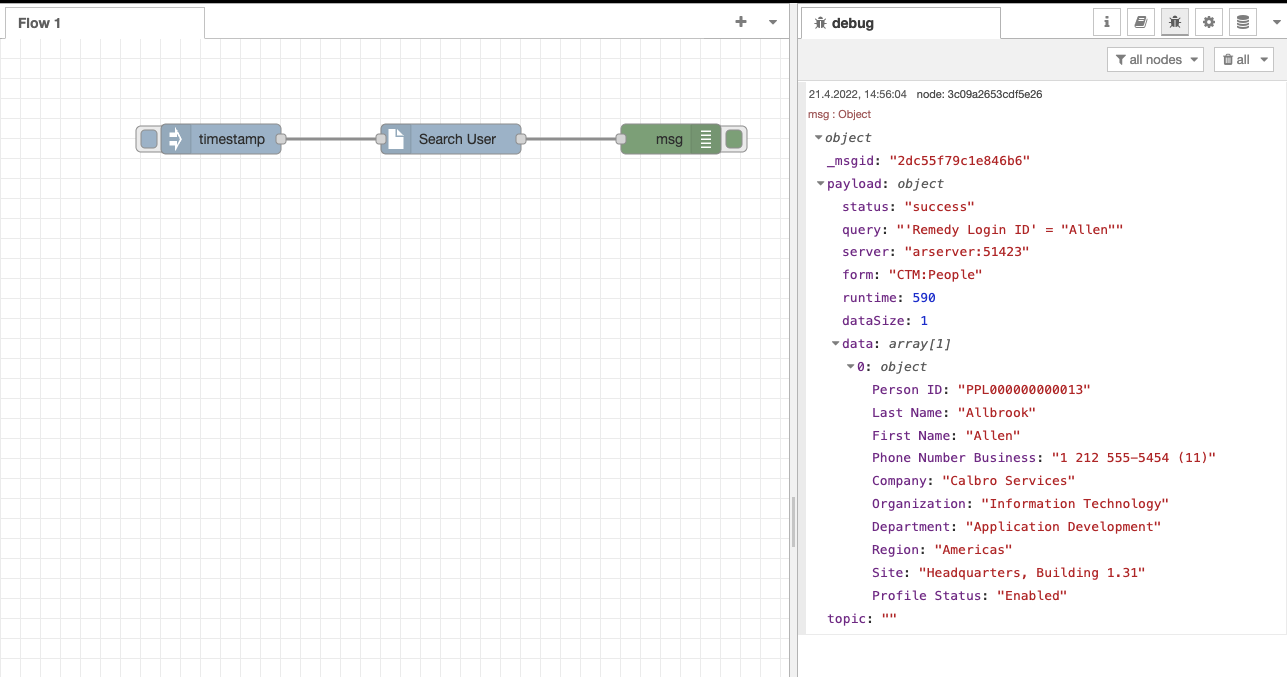 Flow 1
timestamp
Search User
msg
debug
all nodes
all
21.4.2022, 14:56:04 node: 3c09a2653cdf5e26
msg : Object
object
_msgid: "2dc55f79c1e846b6"
payload: object
status: "success"
query: "'Remedy Login ID' = "Allen""
server: "arserver:51423"
form: "CTM:People"
runtime: 590
dataSize: 1
data: array[1]
0: object
Person ID: "PPL000000000013"
Last Name: "Allbrook"
First Name: "Allen"
Phone Number Business: "1 212 555-5454 (11)"
Company: "Calbro Services"
Organization: "Information Technology"
Department: "Application Development"
Region: "Americas"
Site: "Headquarters, Building 1.31"
Profile Status: "Enabled"
topic: ""